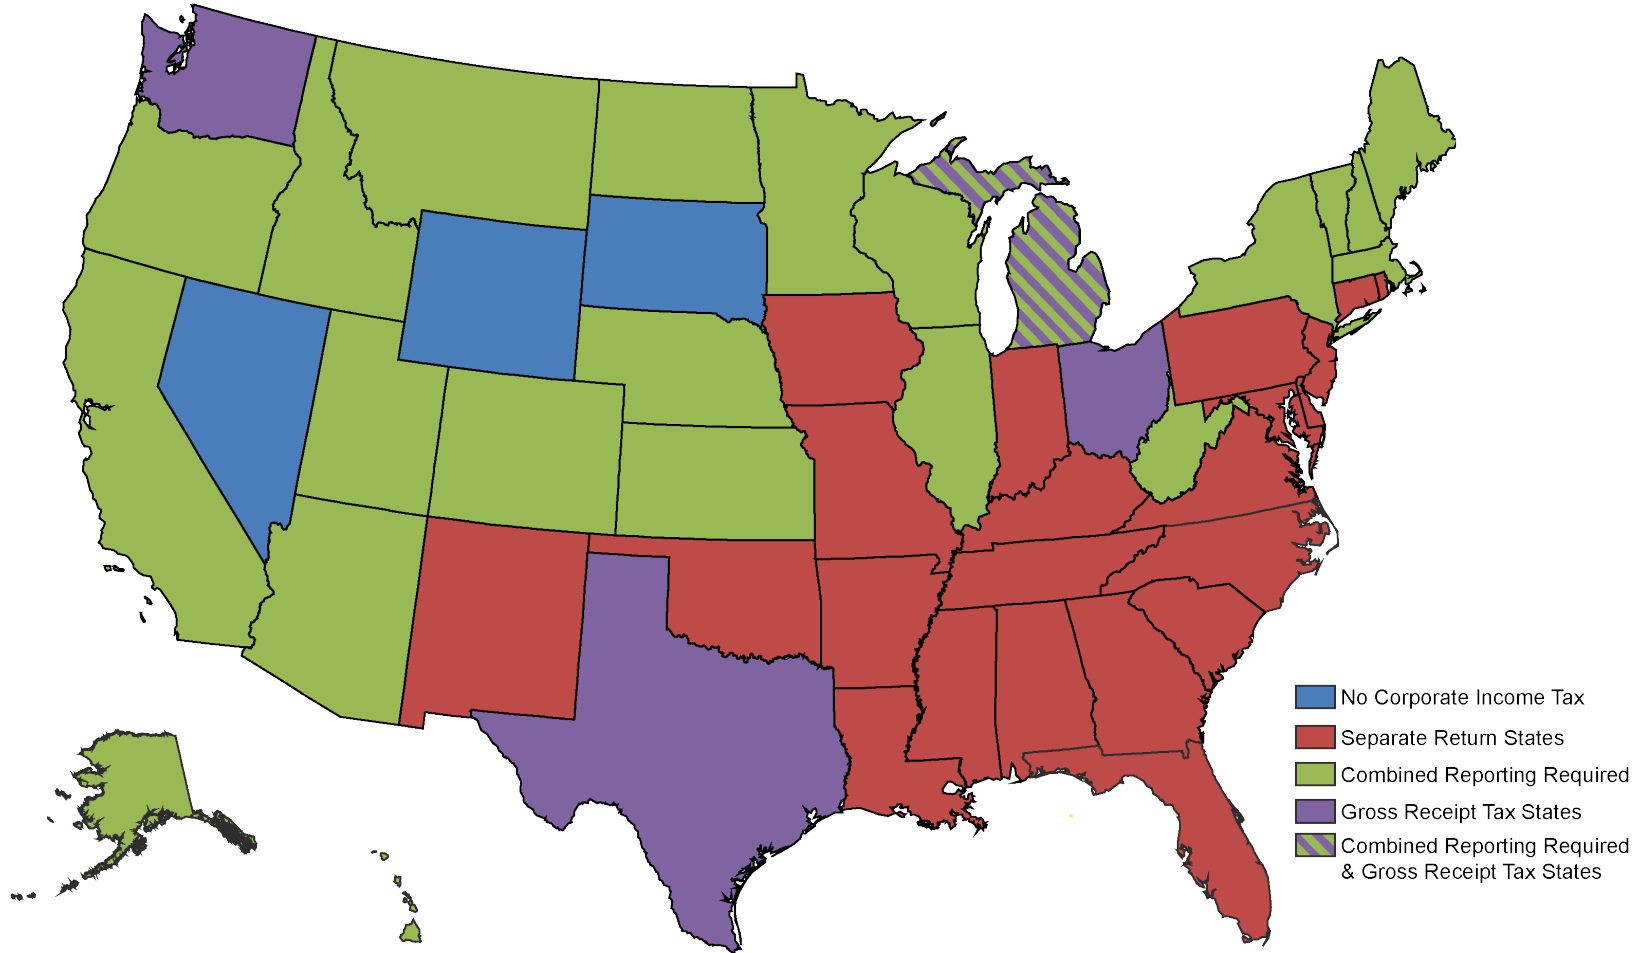 No Corporate Income Tax
Separate Return States
Combined Reporting Required
Gross Receipt Tax States
Combined Reporting Required
& Gross Receipt Tax States